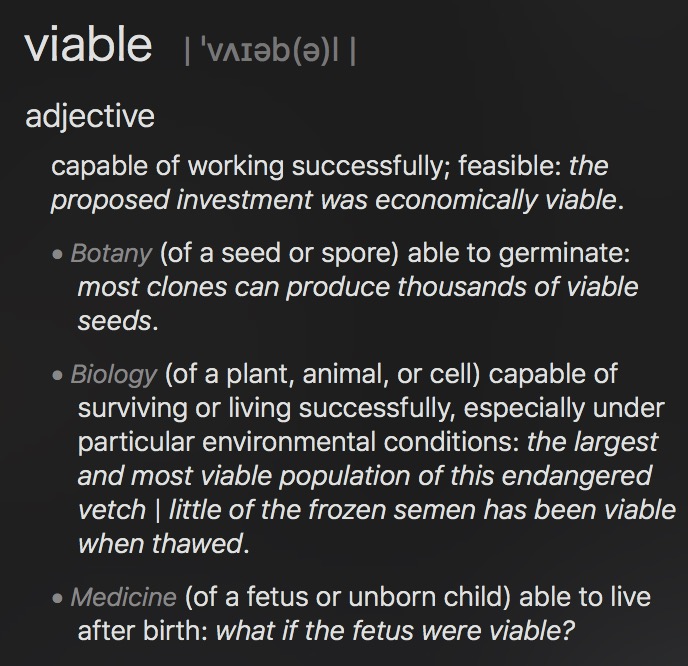 viable | ˈvʌɪəb(ə)l |
adjective
capable of working successfully; feasible: the
proposed investment was economically viable.
• Botany (of a seed or spore) able to germinate:
most clones can produce thousands of viable
seeds.
• Biology (of a plant, animal, or cell) capable of
surviving or living successfully, especially under
particular environmental conditions: the largest
and most viable population of this endangered
vetch | little of the frozen semen has been viable
when thawed.
• Medicine (of a fetus or unborn child) able to live
after birth: what if the fetus were viable?